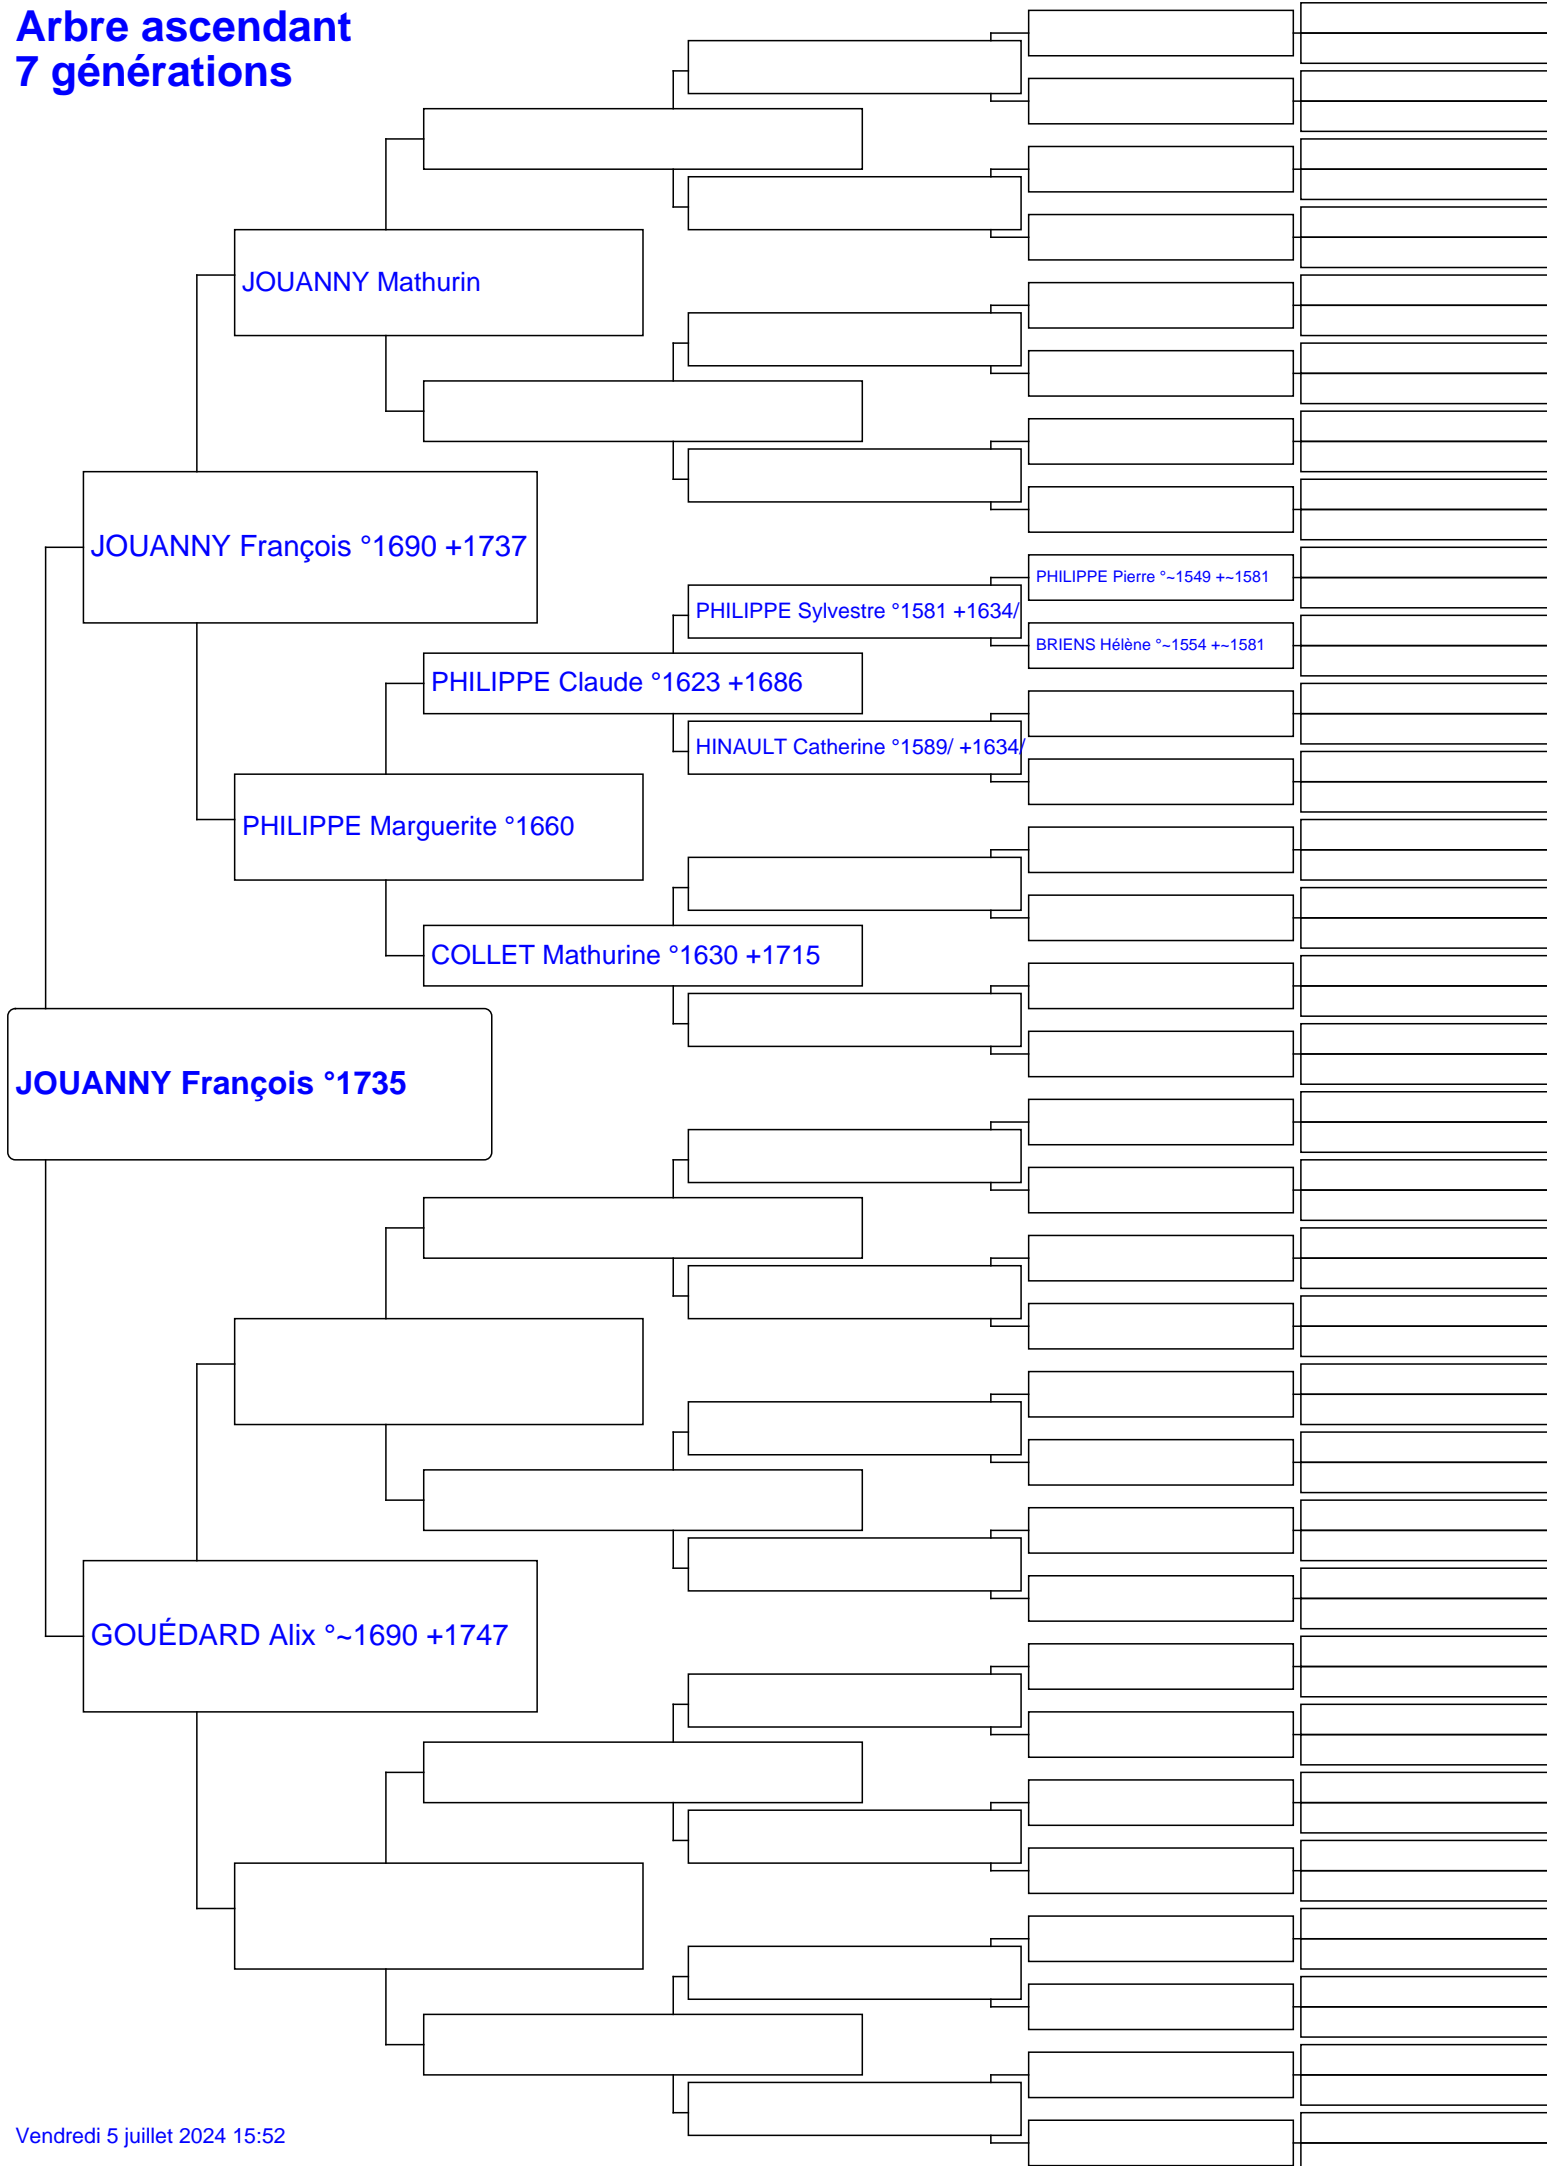 Arbre ascendant
7 générations
JOUANNY Mathurin
JOUANNY François °1690 +1737
PHILIPPE Pierre °~1549 +~1581
PHILIPPE Sylvestre °1581 +1634/
BRIENS Hélène °~1554 +~1581
PHILIPPE Claude °1623 +1686
HINAULT Catherine °1589/ +1634/
PHILIPPE Marguerite °1660
COLLET Mathurine °1630 +1715
JOUANNY François °1735
GOUÉDARD Alix °~1690 +1747
Vendredi 5 juillet 2024 15:52